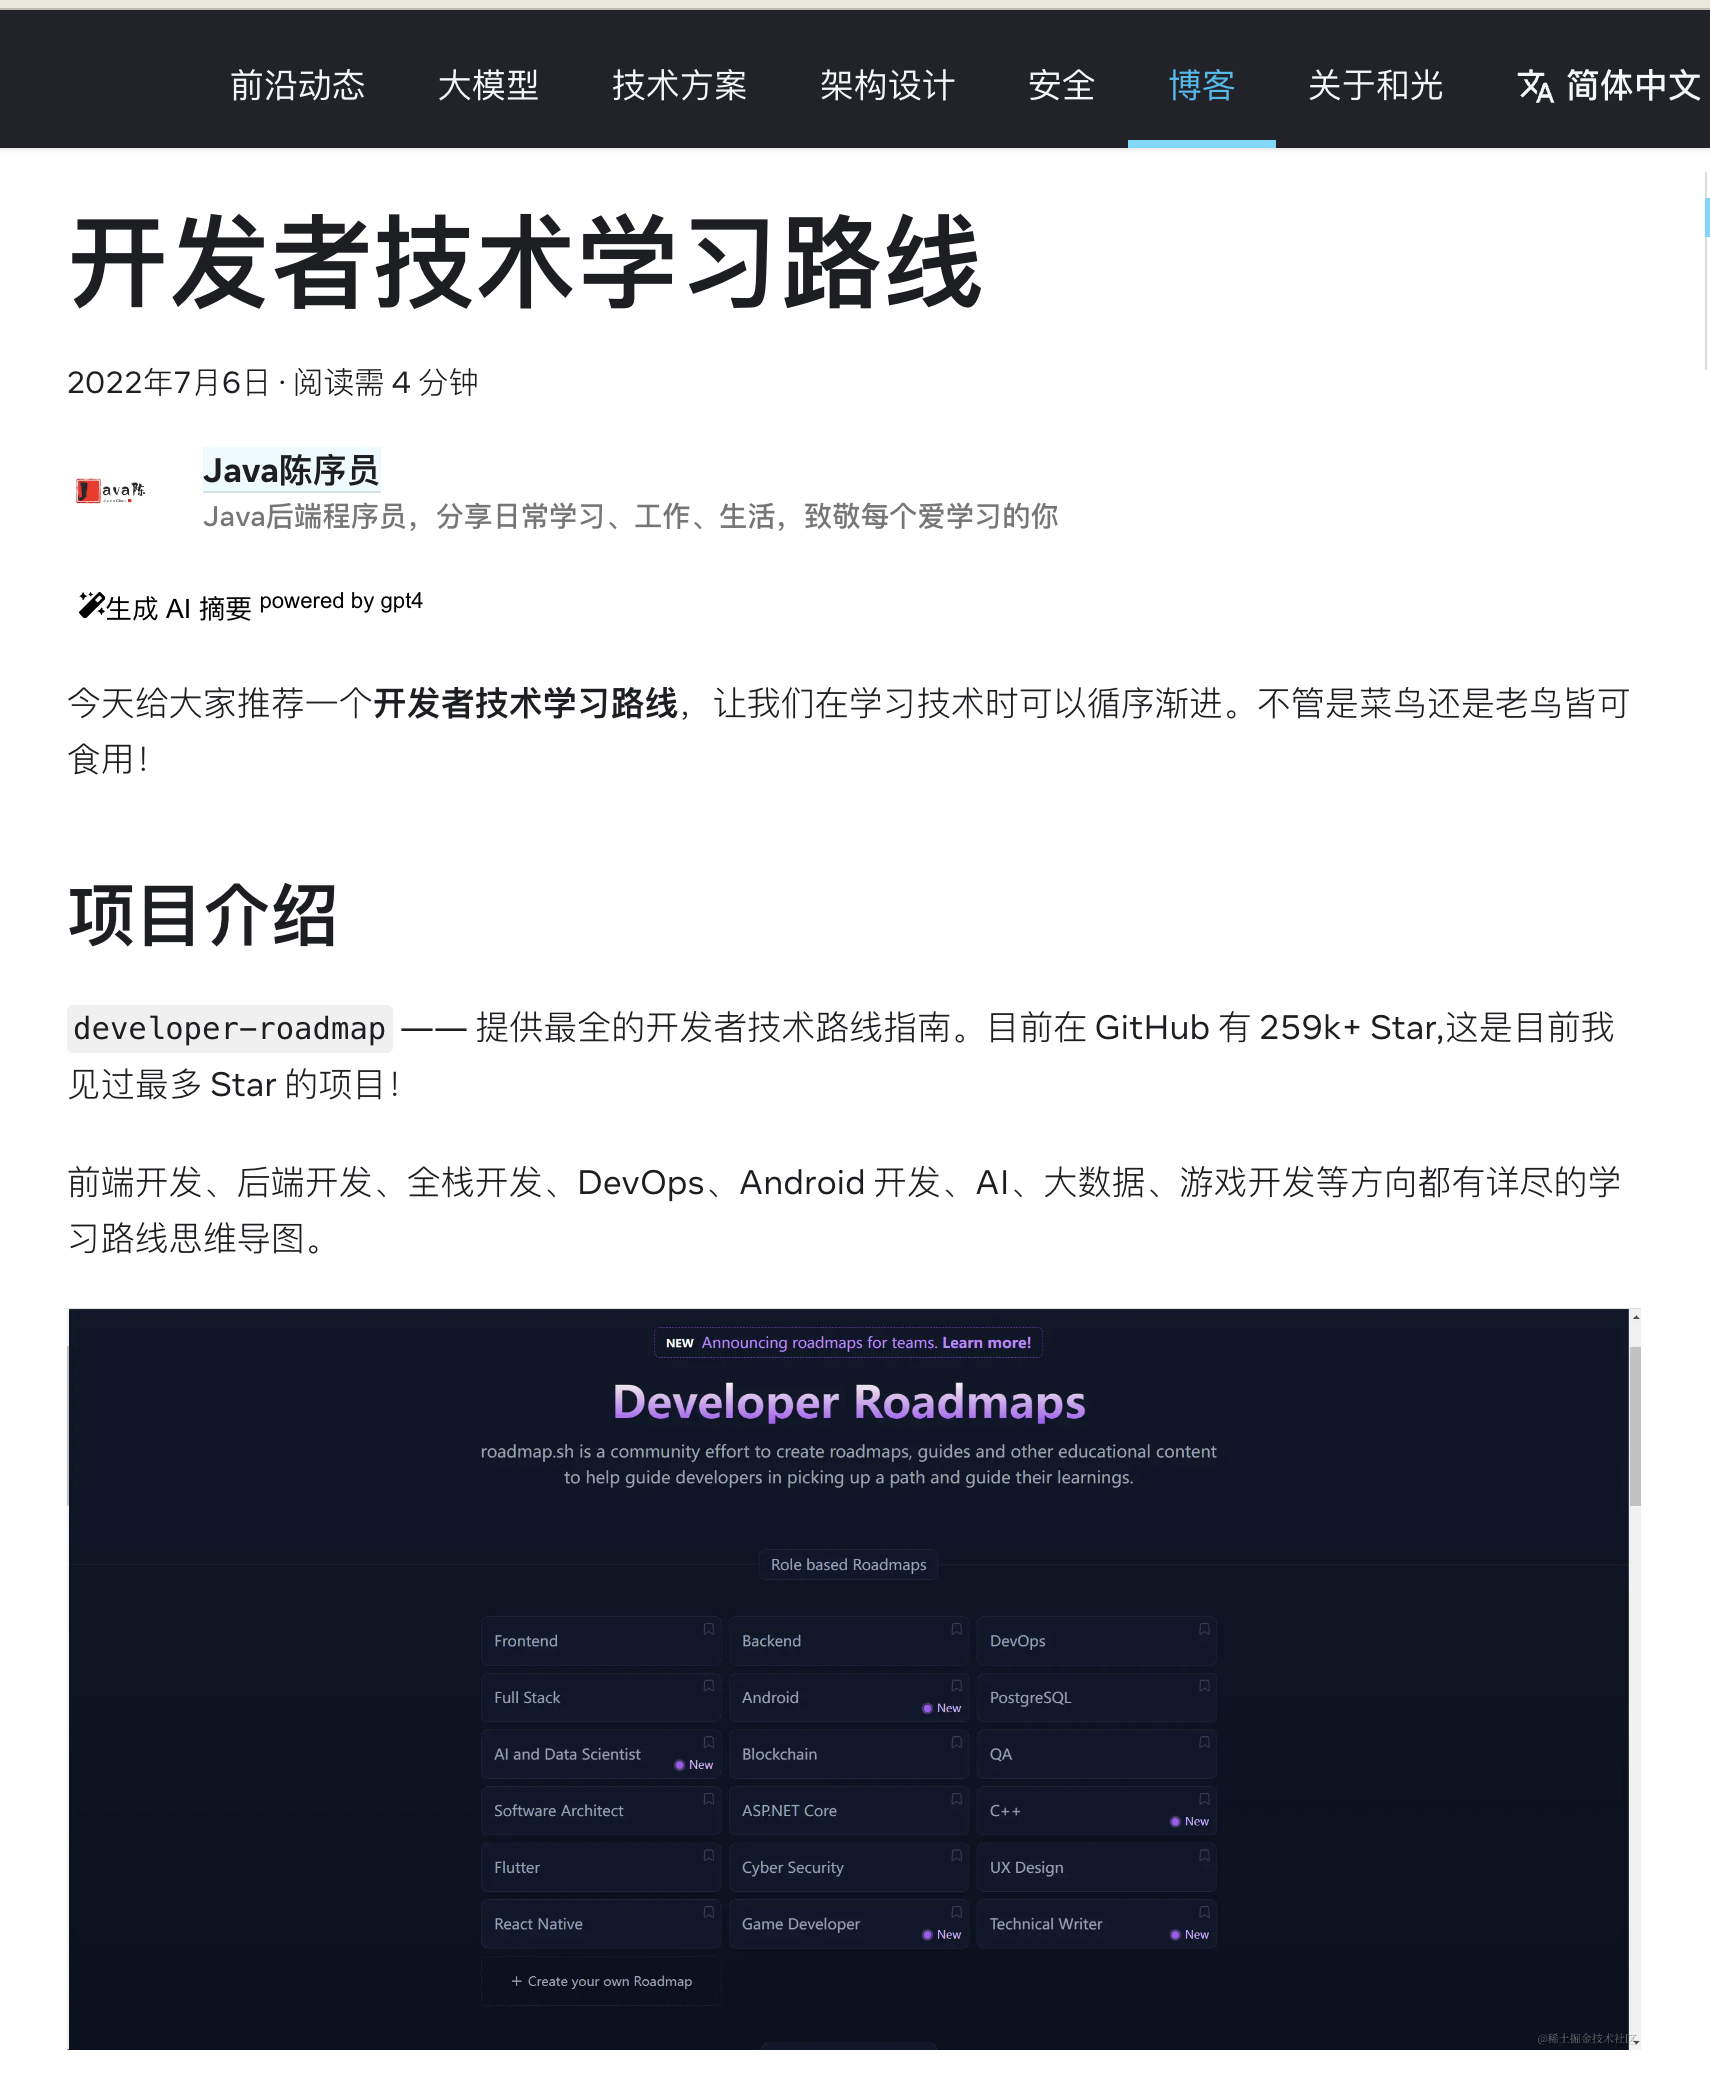 前沿动态 大模型 技术方案 架构设计 安全 博客 关于和光 简体中文
开发者技术学习路线
2022年7月6日 · 阅读需 4 分钟
Java陈序员
Java后端程序员，分享日常学习、工作、生活，致敬每个爱学习的你
生成 AI 摘要 powered by gpt4
今天给大家推荐一个开发者技术学习路线，让我们在学习技术时可以循序渐进。不管是菜鸟还是老鸟皆可
食用！
项目介绍
developer-roadmap —— 提供最全的开发者技术路线指南。目前在 GitHub 有 259k+ Star,这是目前我
见过最多 Star 的项目！
前端开发、后端开发、全栈开发、DevOps、Android 开发、AI、大数据、游戏开发等方向都有详尽的学
习路线思维导图。
NEW Announcing roadmaps for teams. Learn more!
Developer Roadmaps
roadmap.sh is a community effort to create roadmaps, guides and other educational content
to help guide developers in picking up a path and guide their learnings.
Role based Roadmaps
Frontend Backend DevOps
Full Stack Android New PostgreSQL
AI and Data Scientist New Blockchain QA
Software Architect ASP.NET Core C++ New
Flutter Cyber Security UX Design
React Native Game Developer New Technical Writer New
+ Create your own Roadmap
@稀土掘金技术社区